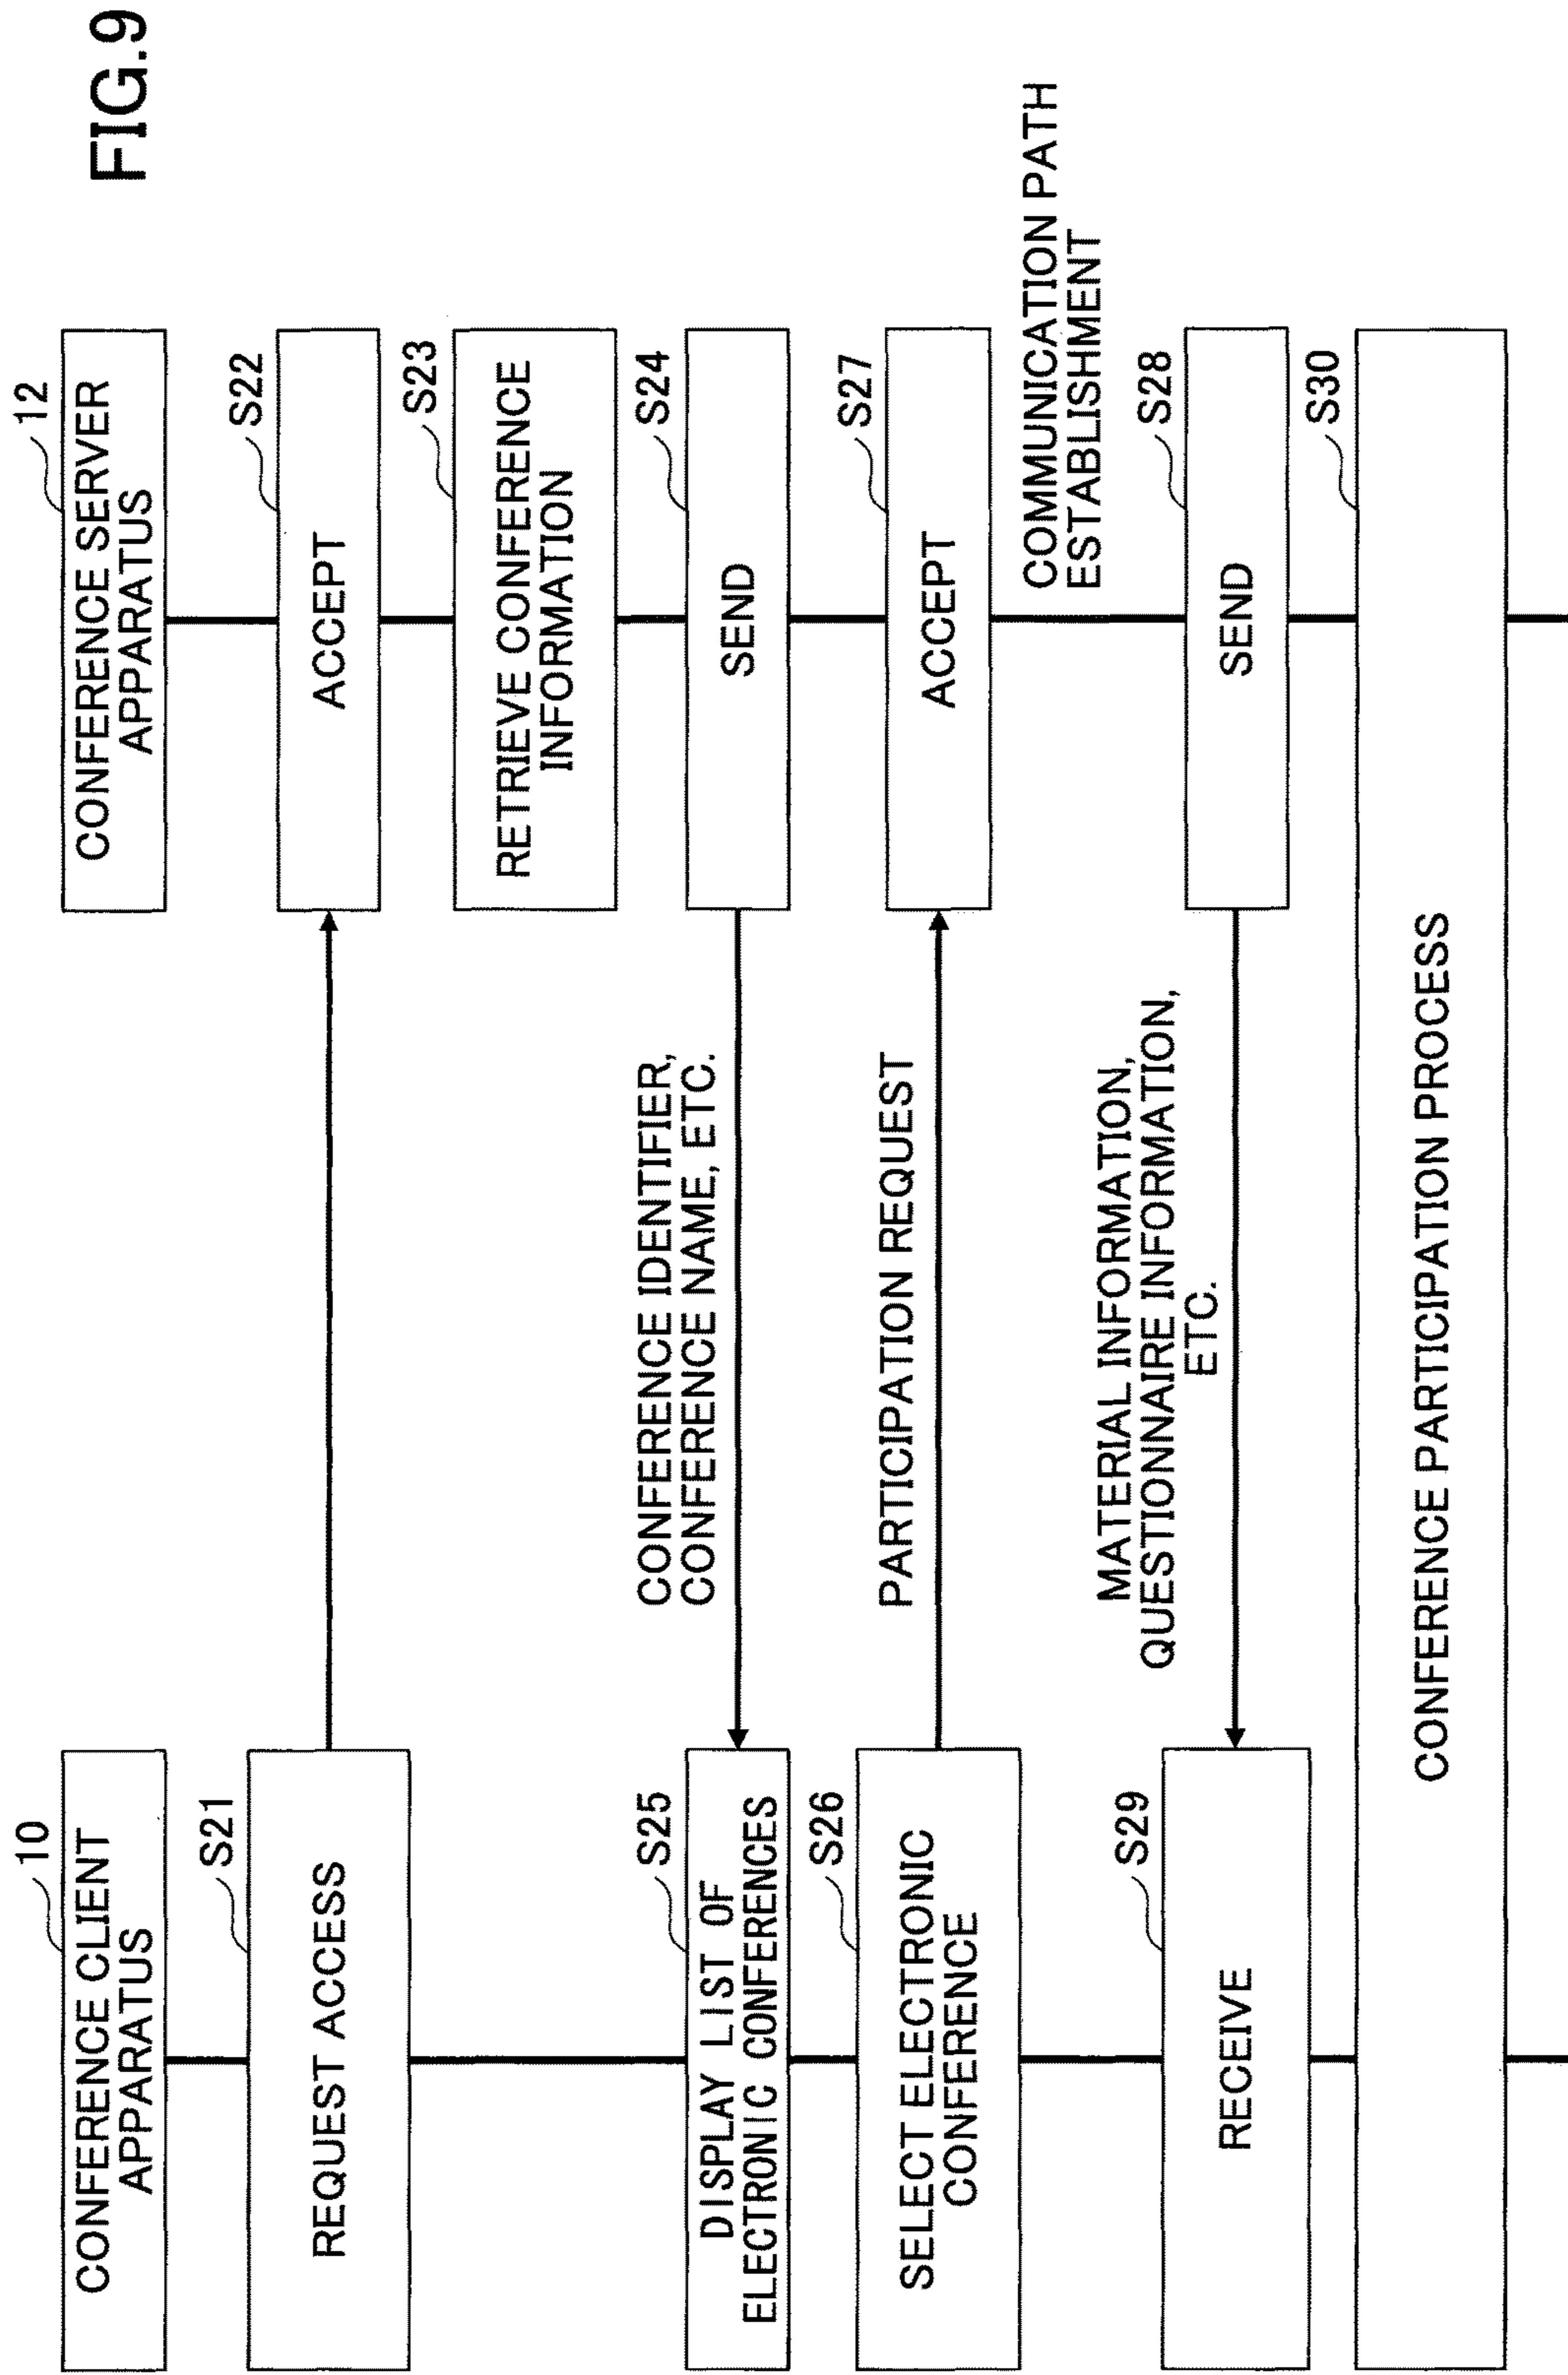 FIG.9
10
CONFERENCE CLIENT
APPARATUS
12
CONFERENCE SERVER
APPARATUS
S21
REQUEST ACCESS
S22
ACCEPT
S23
RETRIEVE CONFERENCE
INFORMATION
S24
SEND
CONFERENCE IDENTIFIER,
CONFERENCE NAME, ETC.
S25
DISPLAY LIST OF
ELECTRONIC CONFERENCES
S26
SELECT ELECTRONIC
CONFERENCE
PARTICIPATION REQUEST
S27
ACCEPT
COMMUNICATION PATH
ESTABLISHMENT
S28
SEND
MATERIAL INFORMATION,
QUESTIONNAIRE INFORMATION,
ETC.
S29
RECEIVE
S30
CONFERENCE PARTICIPATION PROCESS